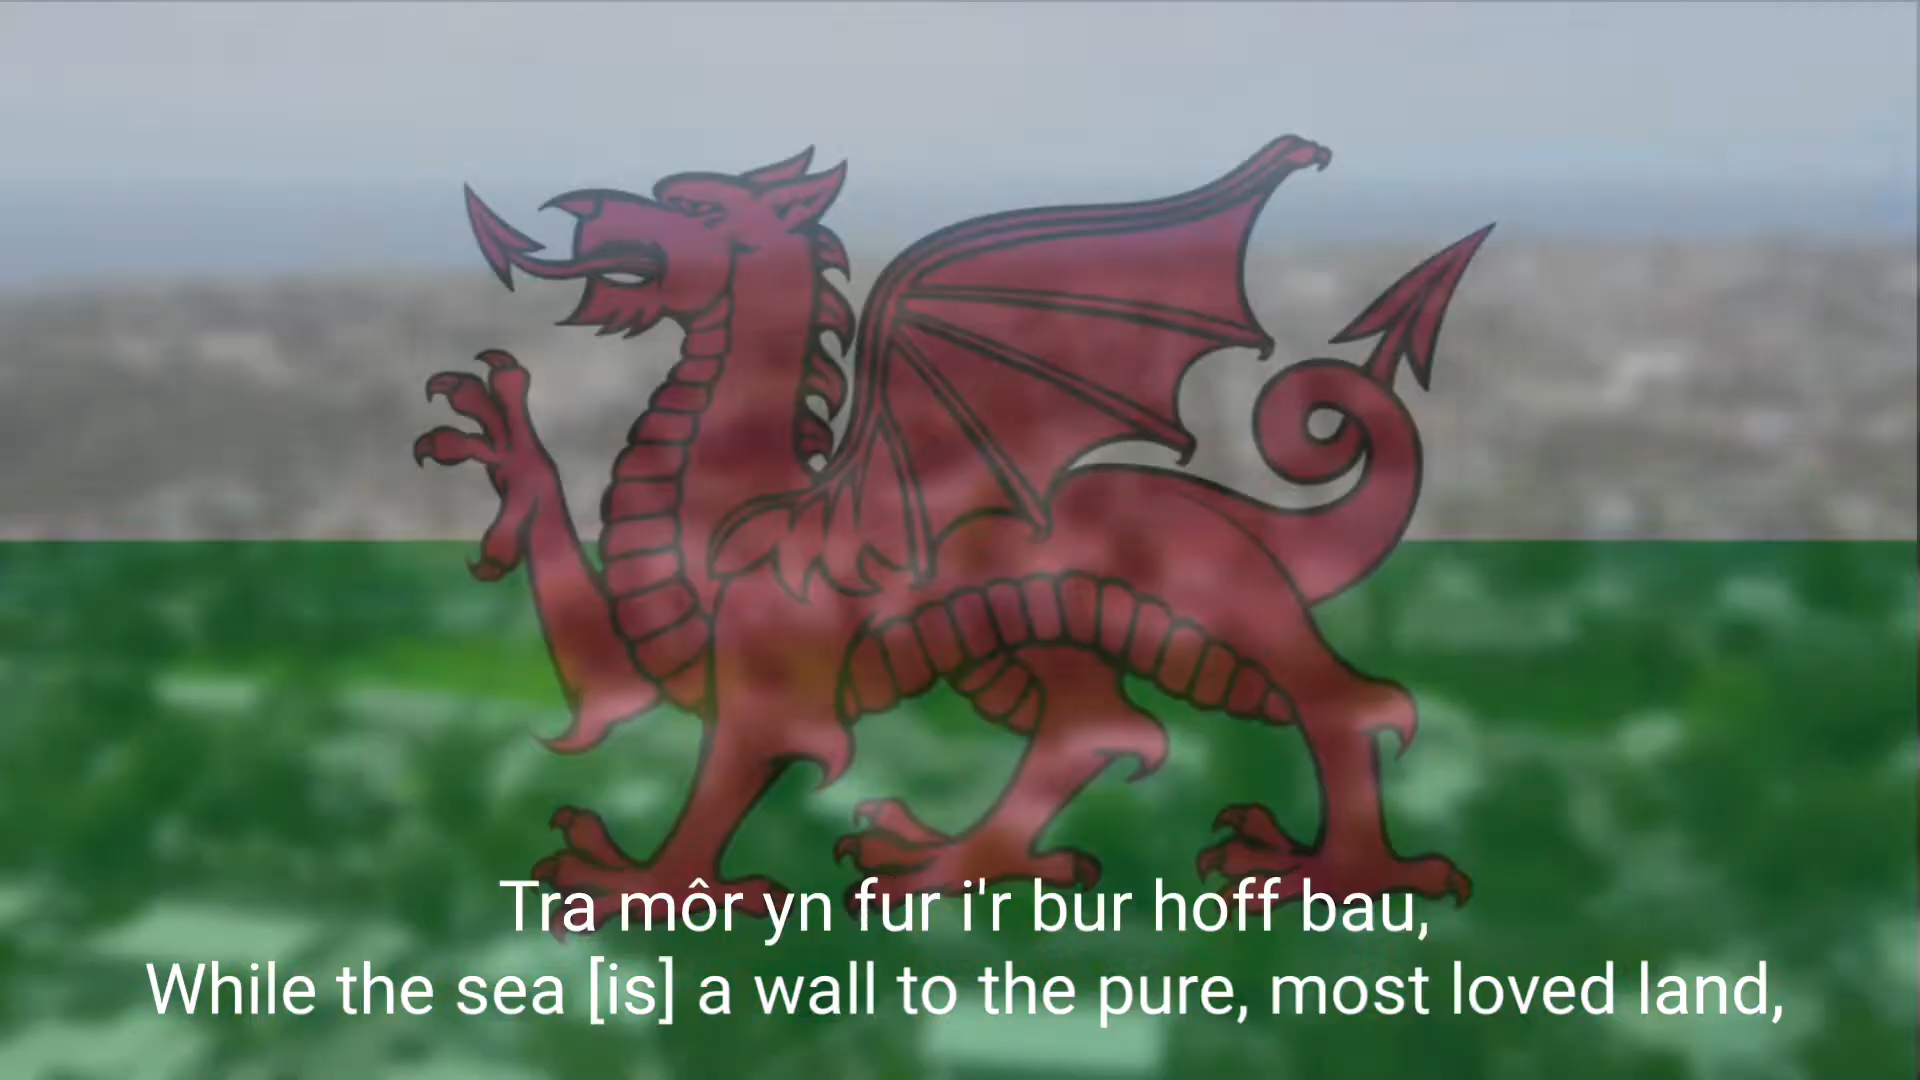 Tra môr yn fur i'r bur hoff bau,
While the sea [is] a wall to the pure, most loved land,